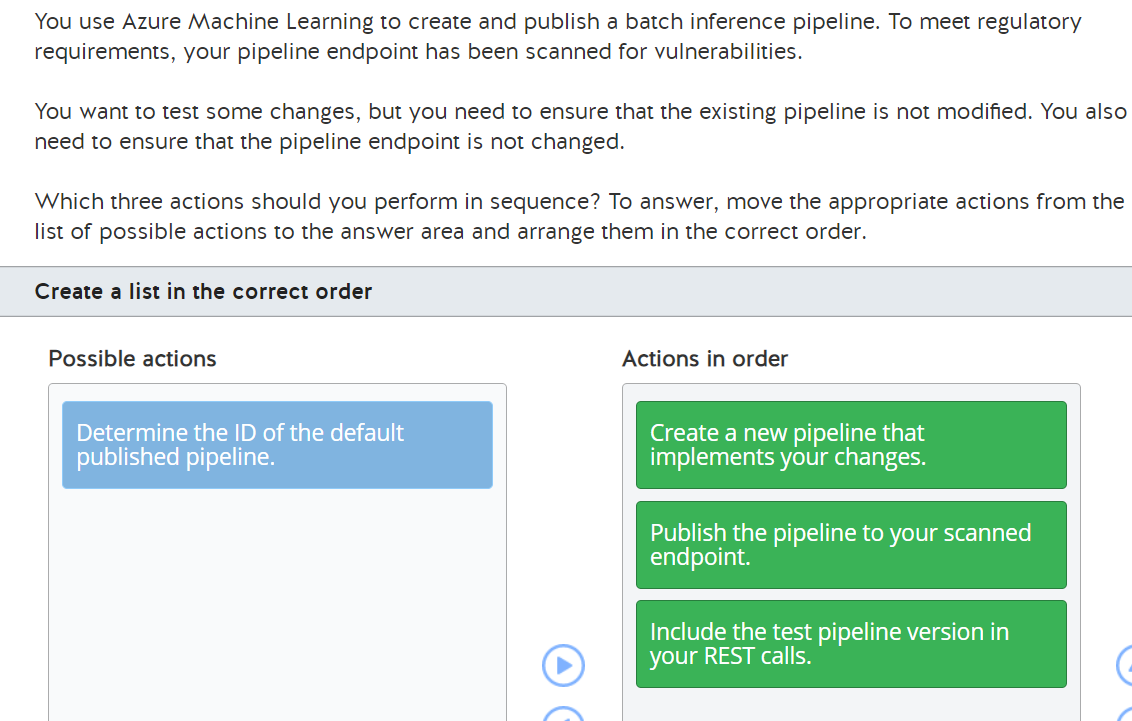 You use Azure Machine Learning to create and publish a batch inference pipeline. To meet regulatory
requirements, your pipeline endpoint has been scanned for vulnerabilities.
You want to test some changes, but you need to ensure that the existing pipeline is not modified. You also
need to ensure that the pipeline endpoint is not changed.
Which three actions should you perform in sequence? To answer, move the appropriate actions from the
list of possible actions to the answer area and arrange them in the correct order.
Create a list in the correct order
Possible actions
Determine the ID of the default
published pipeline.
Actions in order
Create a new pipeline that
implements your changes.
Publish the pipeline to your scanned
endpoint.
Include the test pipeline version in
your REST calls.